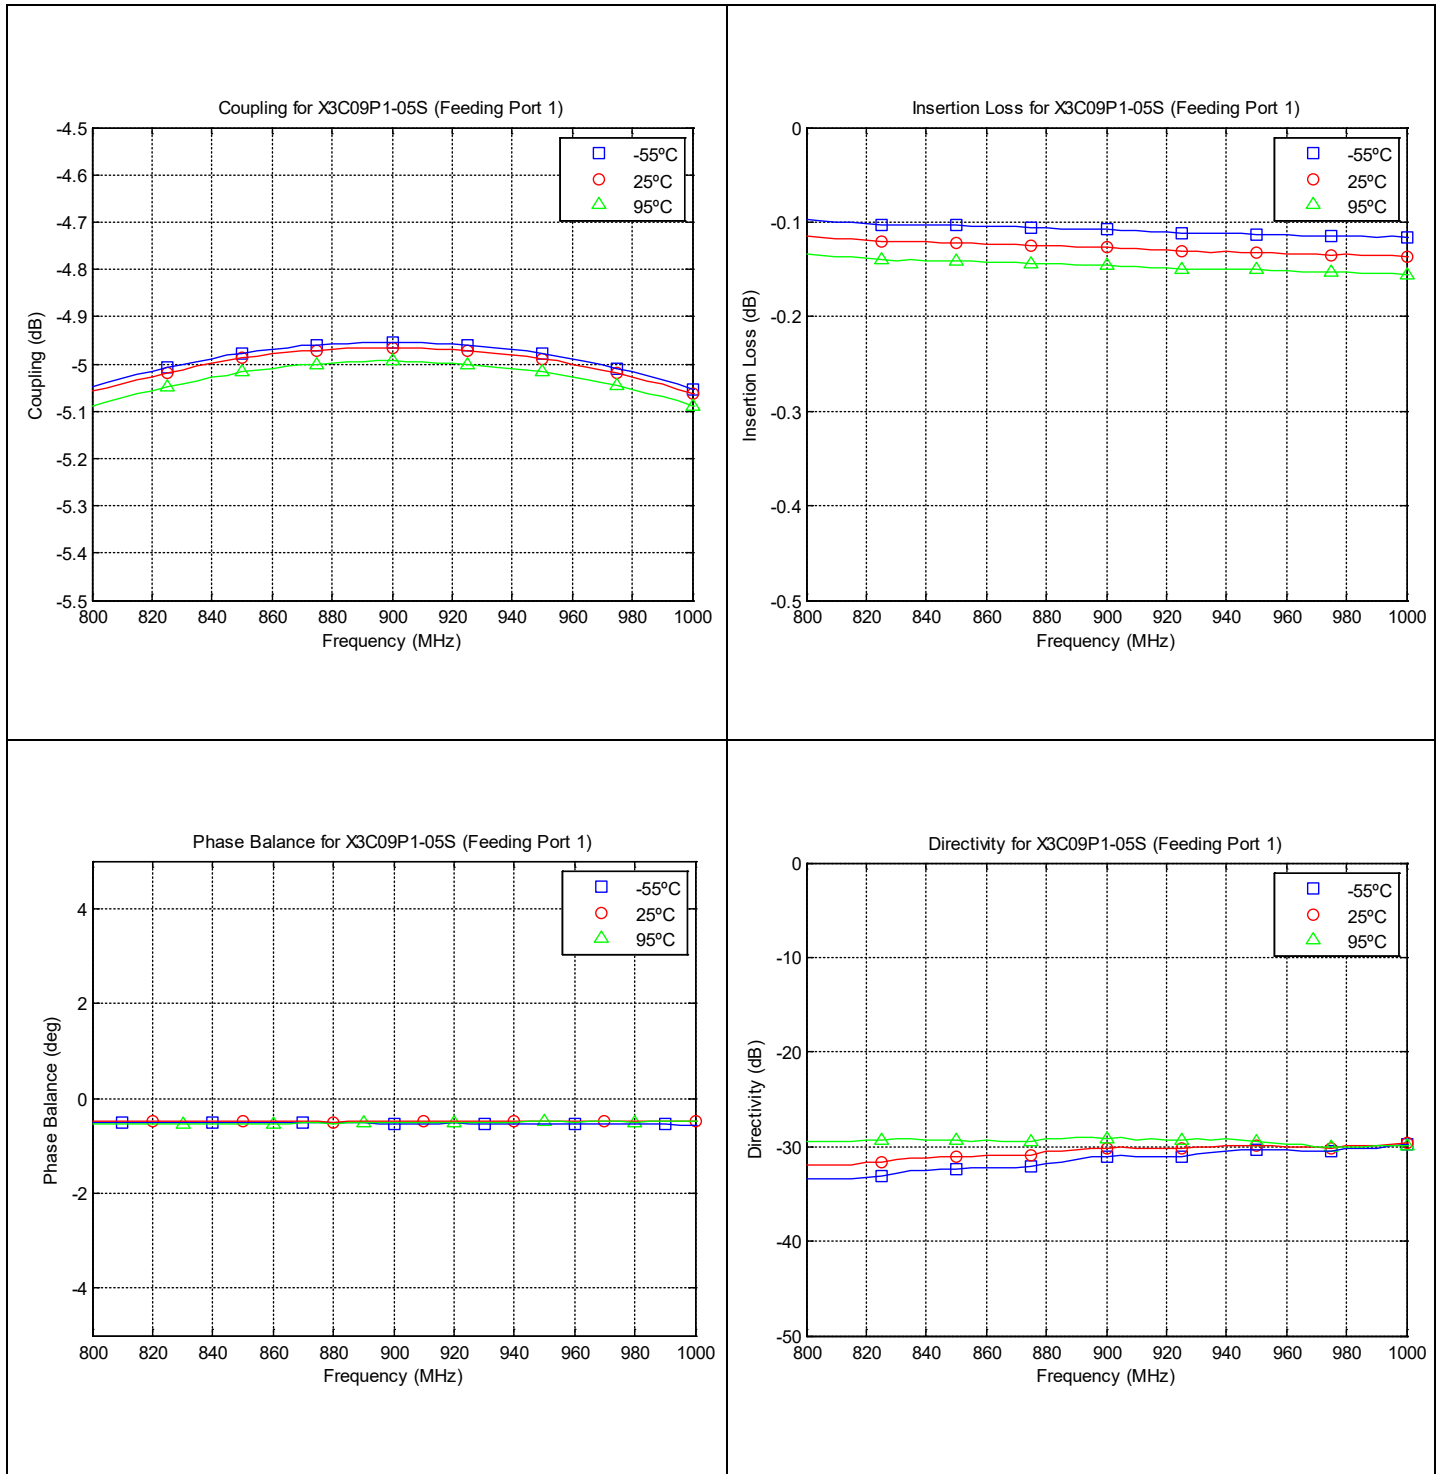 Coupling for X3C09P1-05S (Feeding Port 1)
-4.5
-4.6
-4.7
-4.8
-4.9
-5
-5.1
-5.2
-5.3
-5.4
-5.5
Coupling (dB)
800 820 840 860 880 900 920 940 960 980 1000
Frequency (MHz)
-55ºC
25ºC
95ºC
Insertion Loss for X3C09P1-05S (Feeding Port 1)
0
-0.1
-0.2
-0.3
-0.4
-0.5
Insertion Loss (dB)
800 820 840 860 880 900 920 940 960 980 1000
Frequency (MHz)
-55ºC
25ºC
95ºC
Phase Balance for X3C09P1-05S (Feeding Port 1)
4
2
0
-2
-4
Phase Balance (deg)
800 820 840 860 880 900 920 940 960 980 1000
Frequency (MHz)
-55ºC
25ºC
95ºC
Directivity for X3C09P1-05S (Feeding Port 1)
0
-10
-20
-30
-40
-50
Directivity (dB)
800 820 840 860 880 900 920 940 960 980 1000
Frequency (MHz)
-55ºC
25ºC
95ºC